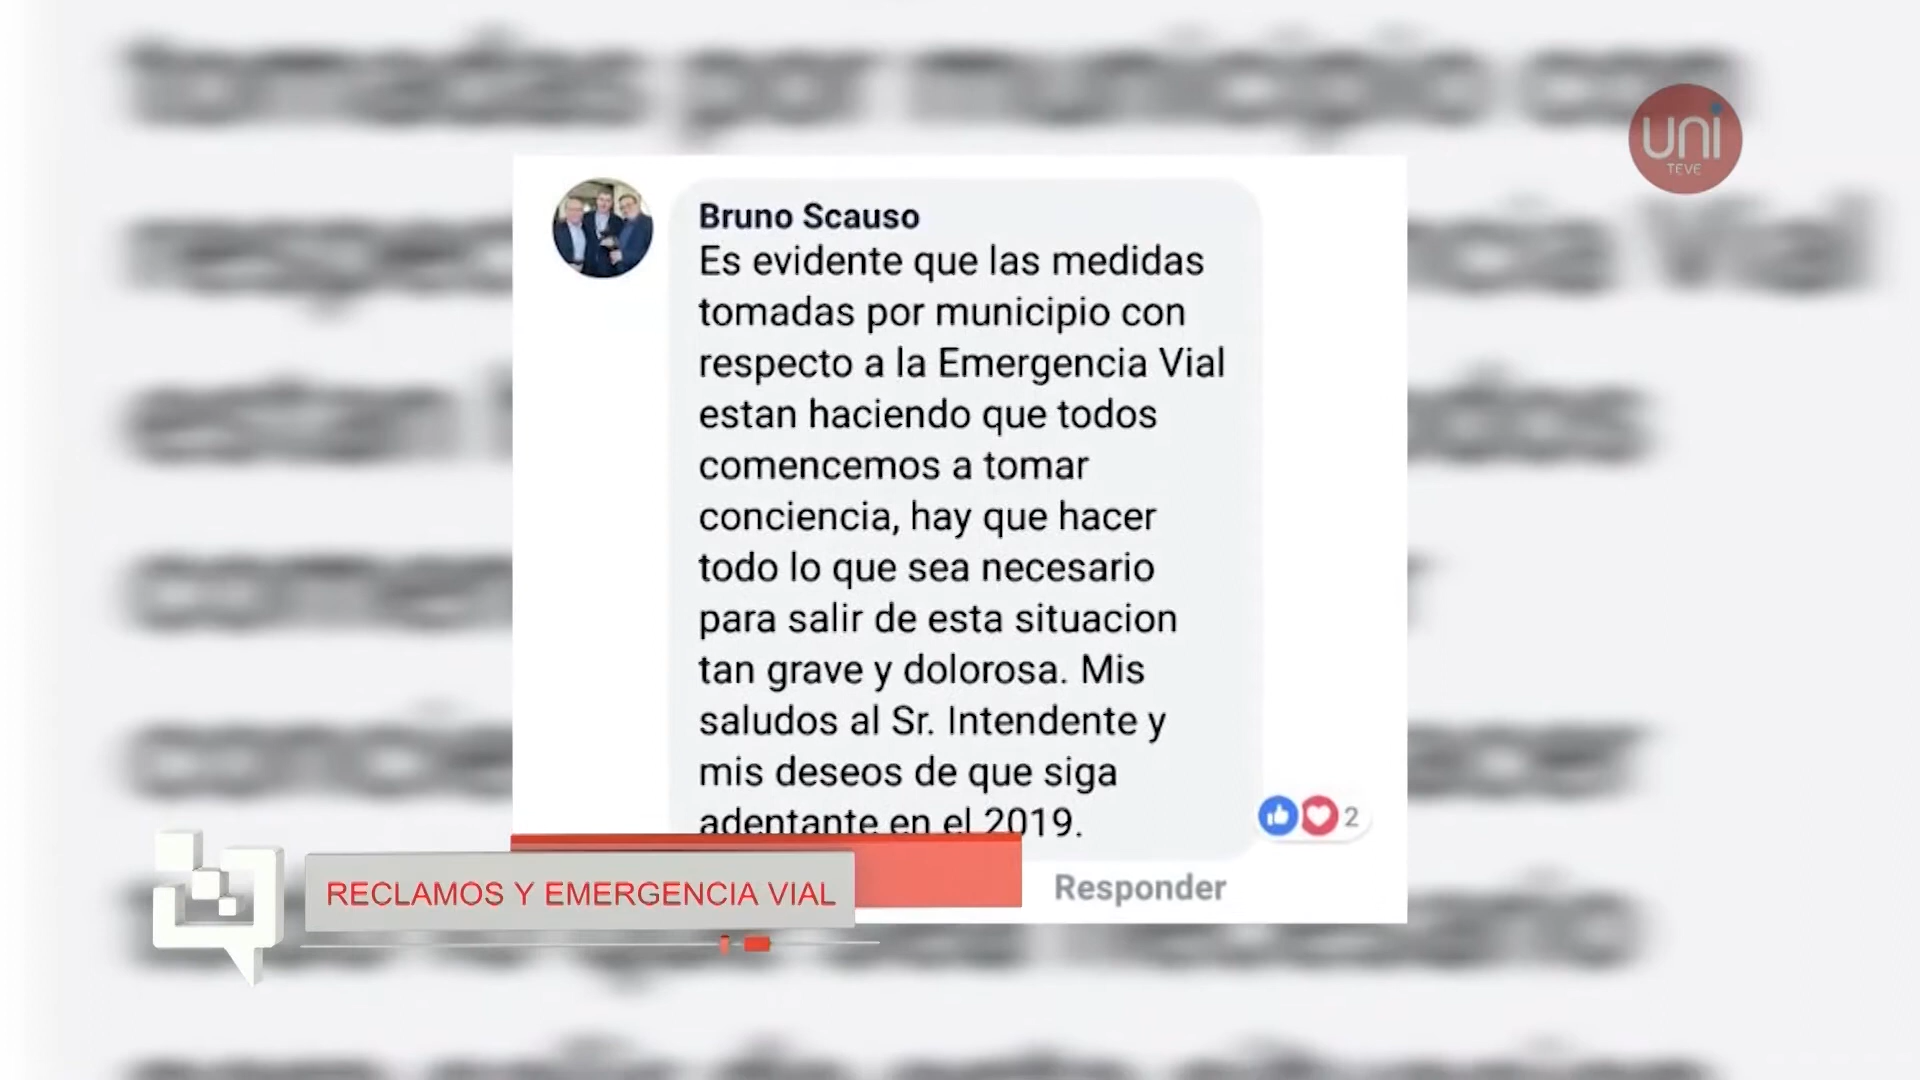 uni
TEVE
Bruno Scauso
Es evidente que las medidas
tomadas por municipio con
respecto a la Emergencia Vial
estan haciendo que todos
comencemos a tomar
conciencia, hay que hacer
todo lo que sea necesario
para salir de esta situacion
tan grave y dolorosa. Mis
saludos al Sr. Intendente y
mis deseos de que siga
adentante en el 2019.
2
Responder
RECLAMOS Y EMERGENCIA VIAL